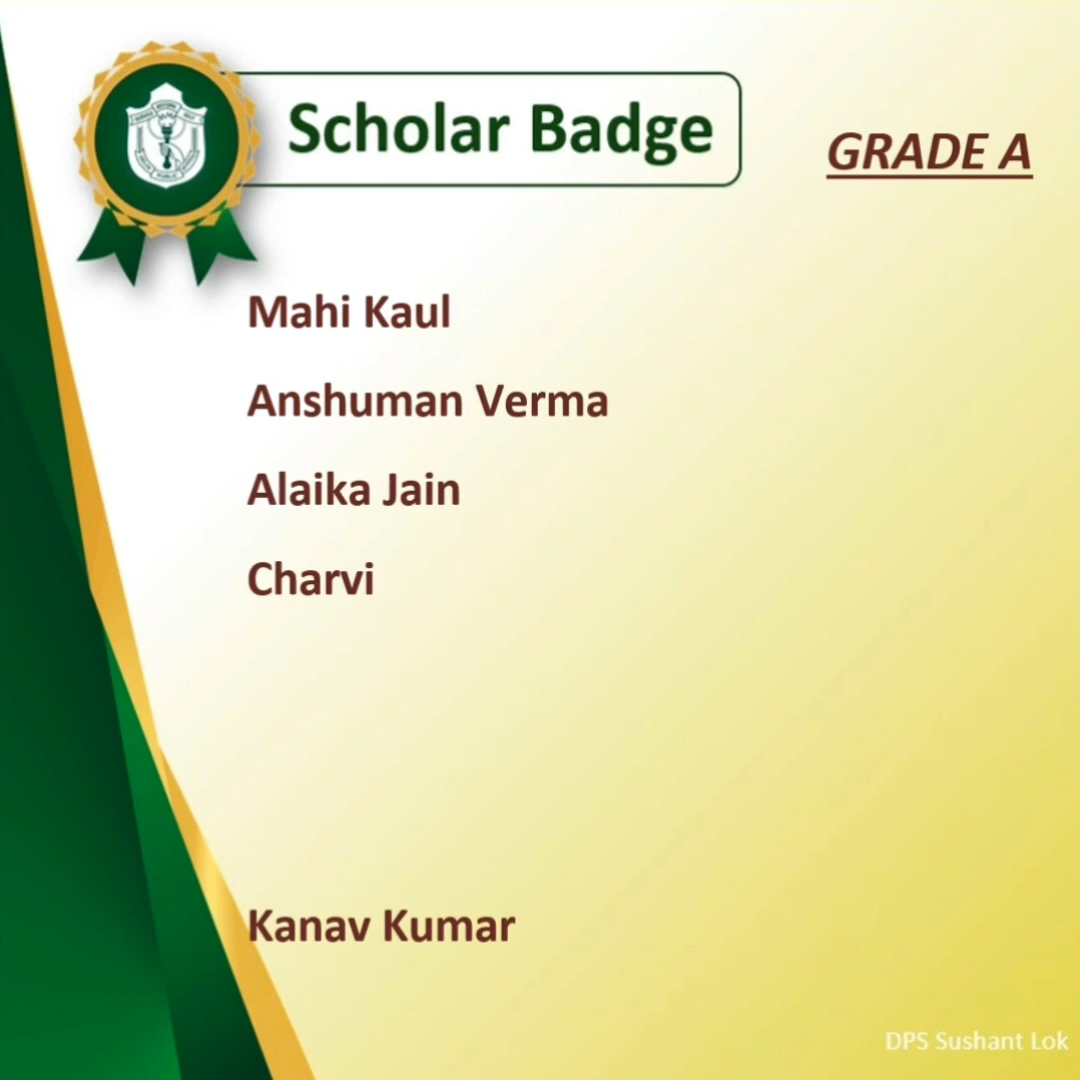 Scholar Badge
GRADE A
Mahi Kaul
Anshuman Verma
Alaika Jain
Charvi
Kanav Kumar
DPS Sushant Lok